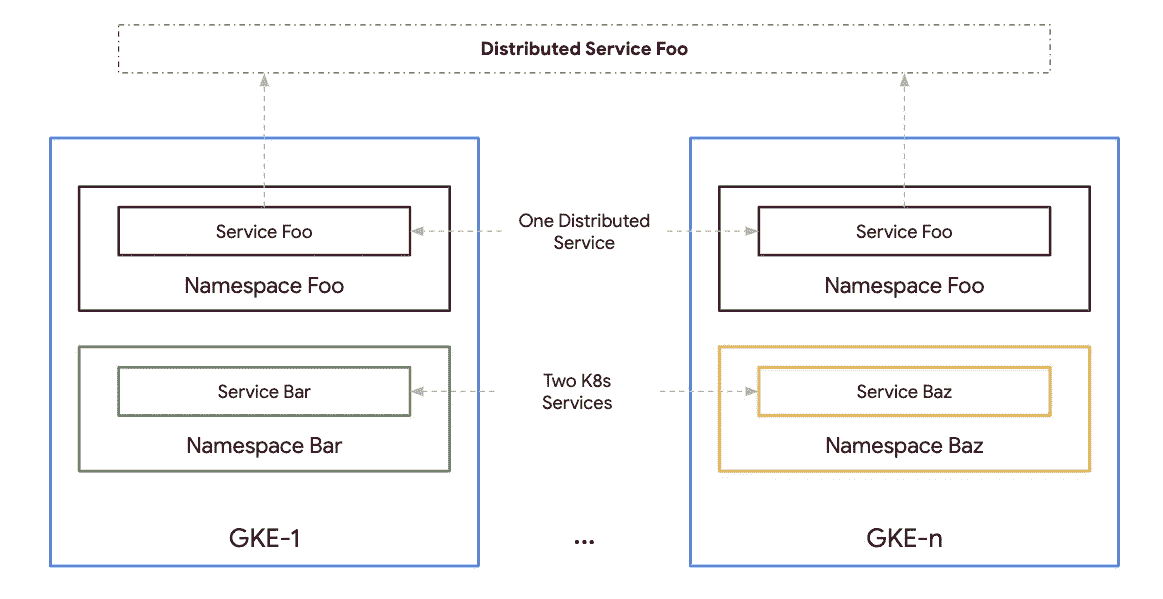 Distributed Service Foo
Service Foo
One Distributed
Service
Service Foo
Namespace Foo
Namespace Foo
Service Bar
Two K8s
Services
Service Baz
Namespace Bar
Namespace Baz
GKE-1
...
GKE-n